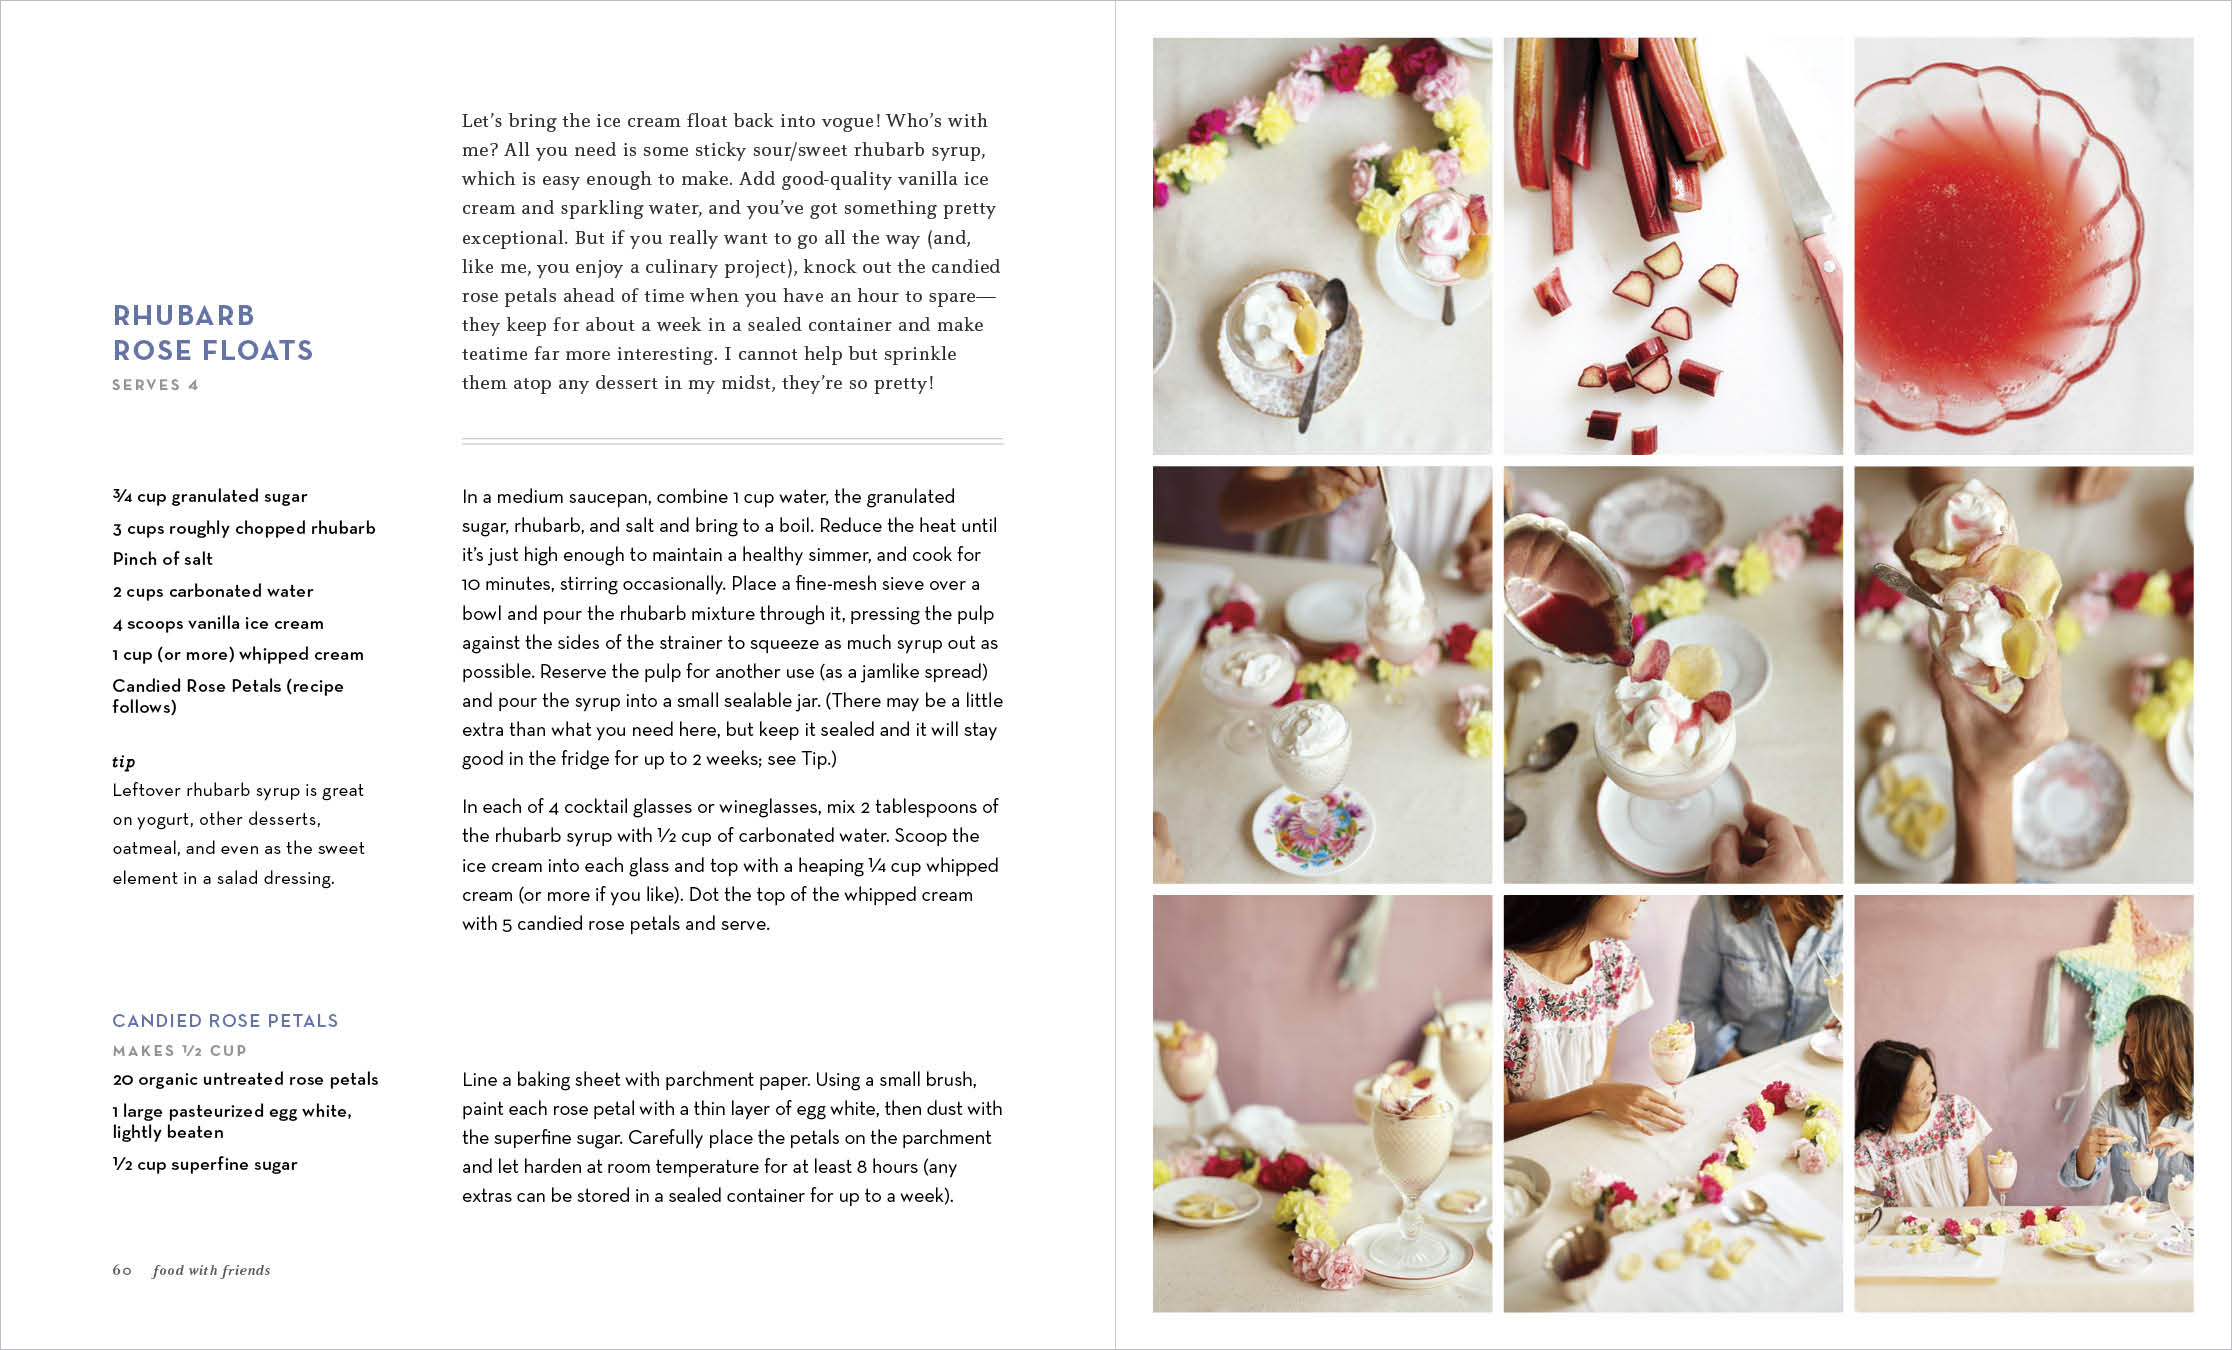 Let's bring the ice cream float back into vogue! Who's with
me? All you need is some sticky sour/sweet rhubarb syrup,
which is easy enough to make. Add good-quality vanilla ice
cream and sparkling water, and you've got something pretty
exceptional. But if you really want to go all the way (and,
like me, you enjoy a culinary project), knock out the candied
rose petals ahead of time when you have an hour to spare—
they keep for about a week in a sealed container and make
teatime far more interesting. I cannot help but sprinkle
them atop any dessert in my midst, they're so pretty!
RHUBARB
ROSE FLOATS
SERVES 4
¾ cup granulated sugar
3 cups roughly chopped rhubarb
Pinch of salt
2 cups carbonated water
4 scoops vanilla ice cream
1 cup (or more) whipped cream
Candied Rose Petals (recipe
follows)
tip
Leftover rhubarb syrup is great
on yogurt, other desserts,
oatmeal, and even as the sweet
element in a salad dressing.
In a medium saucepan, combine 1 cup water, the granulated
sugar, rhubarb, and salt and bring to a boil. Reduce the heat until
it's just high enough to maintain a healthy simmer, and cook for
10 minutes, stirring occasionally. Place a fine-mesh sieve over a
bowl and pour the rhubarb mixture through it, pressing the pulp
against the sides of the strainer to squeeze as much syrup out as
possible. Reserve the pulp for another use (as a jamlike spread)
and pour the syrup into a small sealable jar. (There may be a little
extra than what you need here, but keep it sealed and it will stay
good in the fridge for up to 2 weeks; see Tip.)
In each of 4 cocktail glasses or wineglasses, mix 2 tablespoons of
the rhubarb syrup with ½ cup of carbonated water. Scoop the
ice cream into each glass and top with a heaping ¼ cup whipped
cream (or more if you like). Dot the top of the whipped cream
with 5 candied rose petals and serve.
CANDIED ROSE PETALS
MAKES ½ CUP
20 organic untreated rose petals
1 large pasteurized egg white,
lightly beaten
½ cup superfine sugar
Line a baking sheet with parchment paper. Using a small brush,
paint each rose petal with a thin layer of egg white, then dust with
the superfine sugar. Carefully place the petals on the parchment
and let harden at room temperature for at least 8 hours (any
extras can be stored in a sealed container for up to a week).
60 food with friends